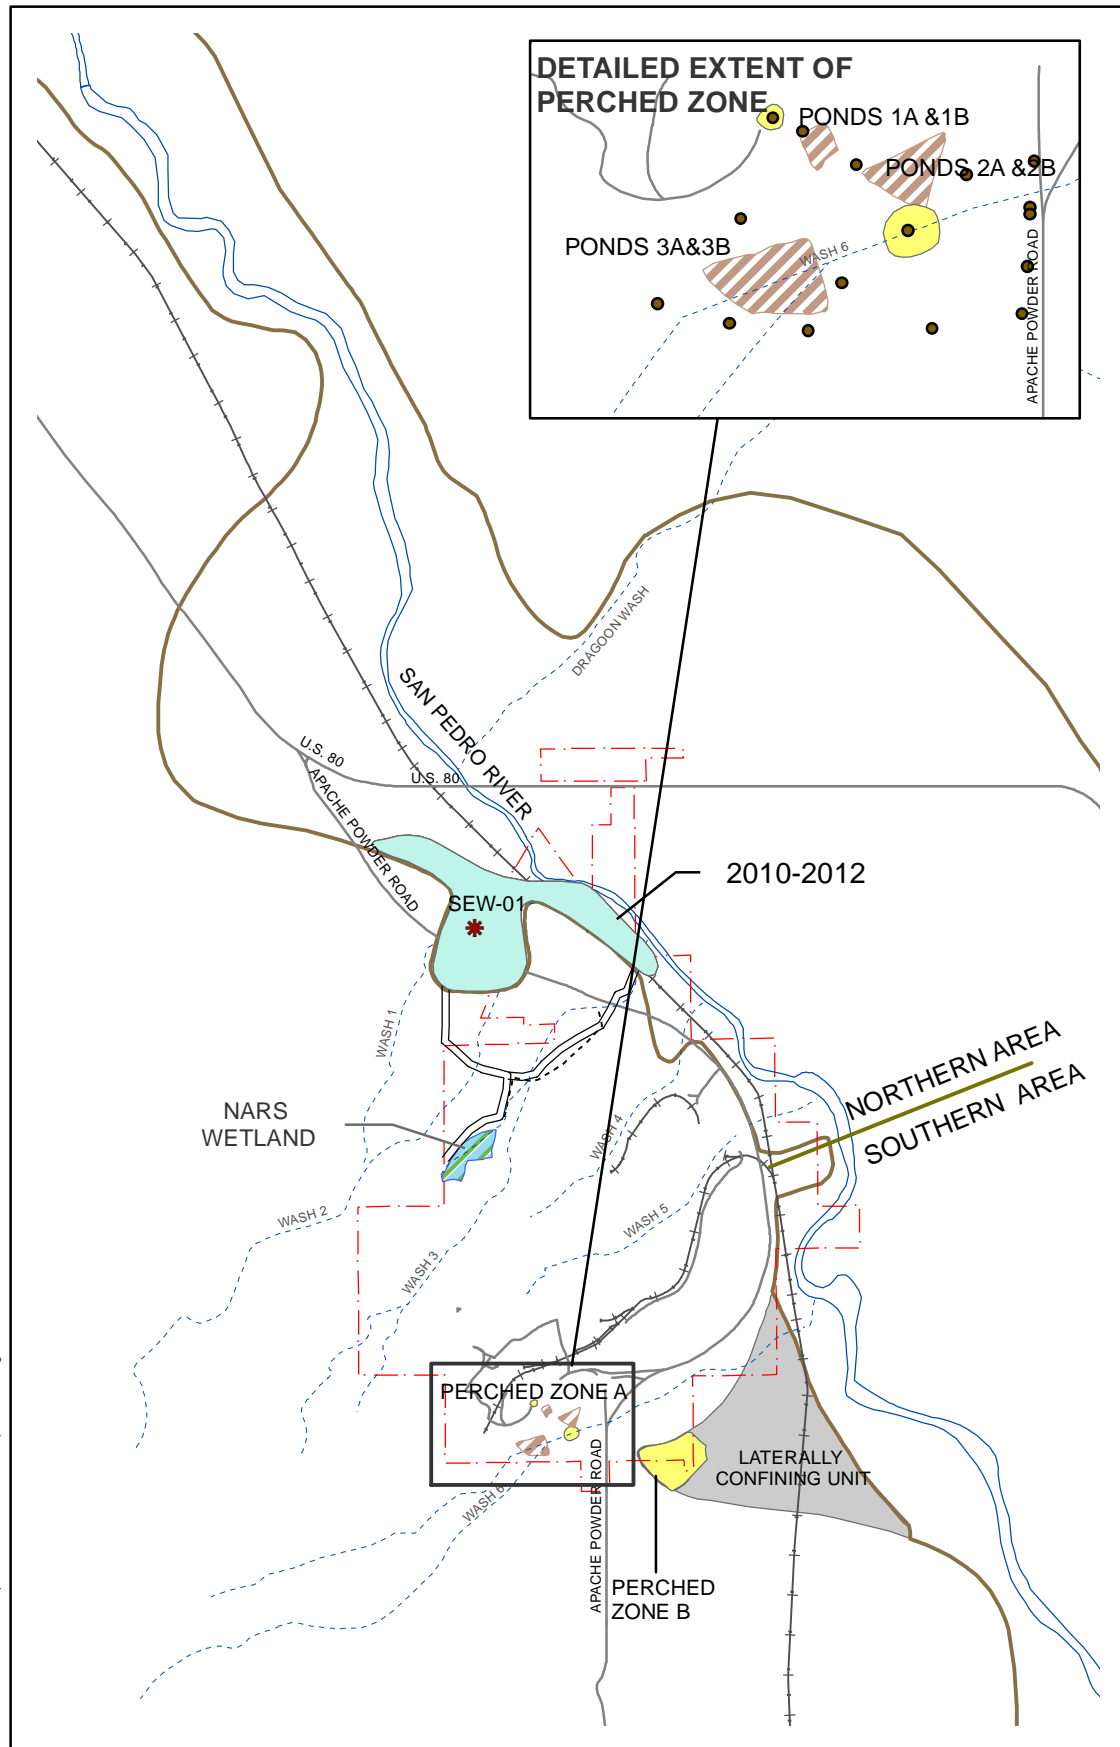 DETAILED EXTENT OF
PERCHED ZONE
PONDS 1A &1B
PONDS 2A &2B
PONDS 3A&3B
WASH 6
APACHE POWDER ROAD
DRAGOON WASH
SAN PEDRO RIVER
U.S. 80
U.S. 80
APACHE POWDER ROAD
2010-2012
SEW-01
WASH 1
NORTHERN AREA
SOUTHERN AREA
NARS
WETLAND
WASH 4
WASH 2
WASH 5
WASH 3
PERCHED ZONE A
LATERALLY
CONFINING UNIT
WASH 6
APACHE POWDER ROAD
PERCHED
ZONE B